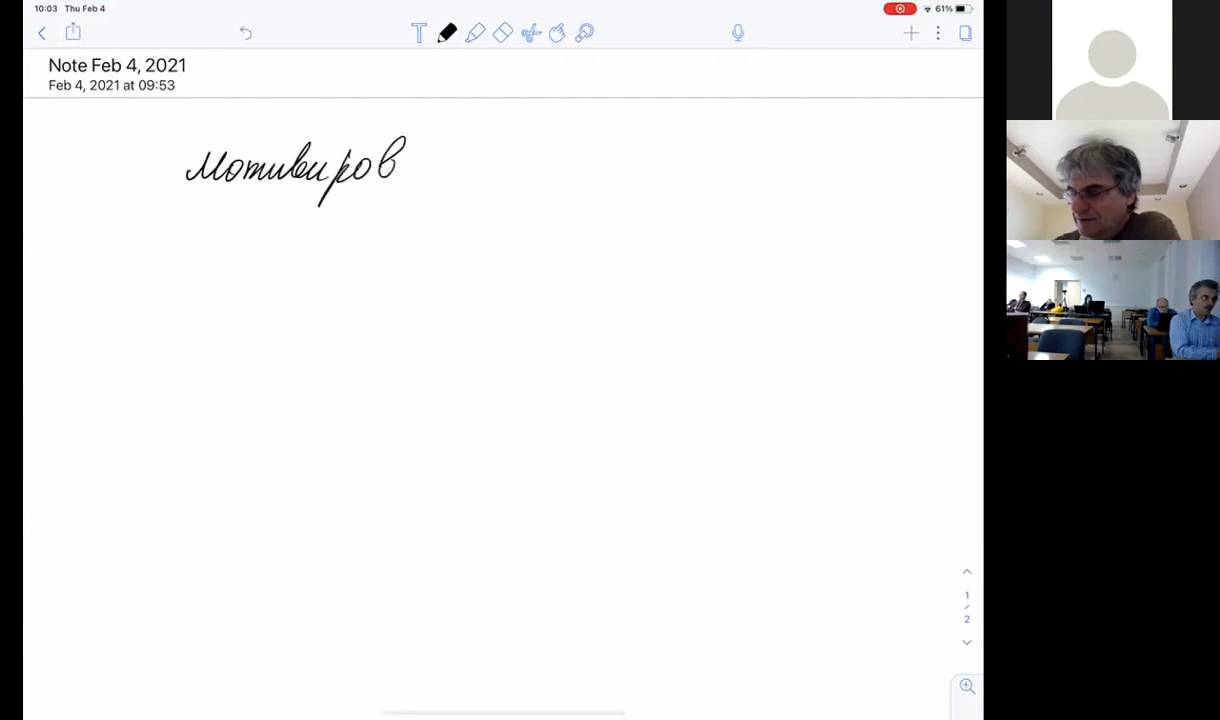 10:03 Thu Feb 4 61%
T
Note Feb 4, 2021
Feb 4, 2021 at 09:53
мотивиров
1
/
2